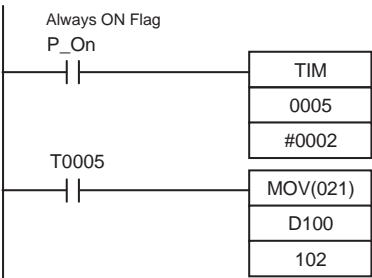 Always ON Flag
P_On
TIM
0005
#0002
T0005
MOV(021)
D100
102